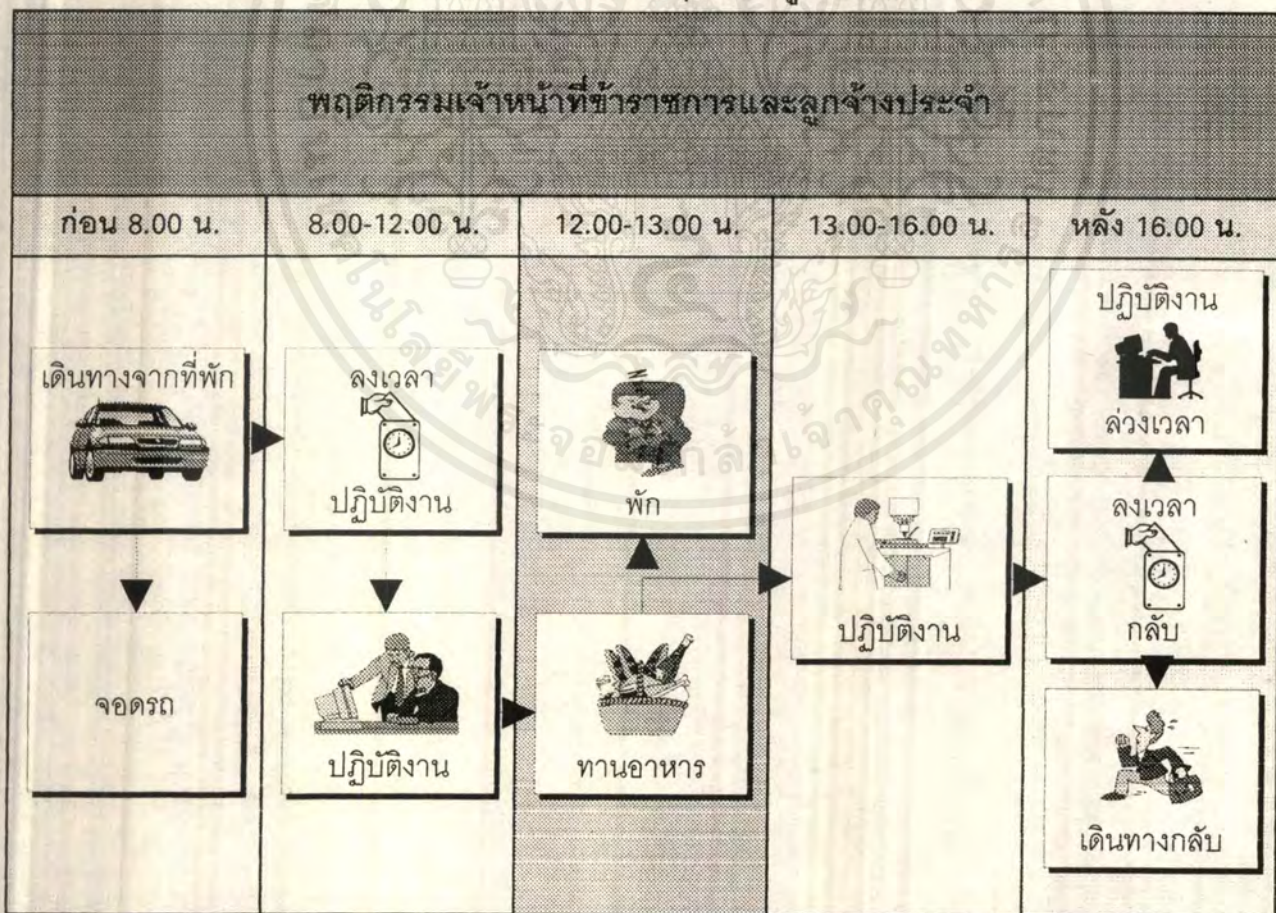 พฤติกรรมเจ้าหน้าที่ข้าราชการและลูกจ้างประจำ
ก่อน 8.00 น.
8.00-12.00 น.
12.00-13.00 น.
13.00-16.00 น.
หลัง 16.00 น.
เดินทางจากที่พัก
จอดรถ
ลงเวลา
ปฏิบัติงาน
ปฏิบัติงาน
พัก
ทานอาหาร
ปฏิบัติงาน
ปฏิบัติงาน
ล่วงเวลา
ลงเวลา
กลับ
เดินทางกลับ